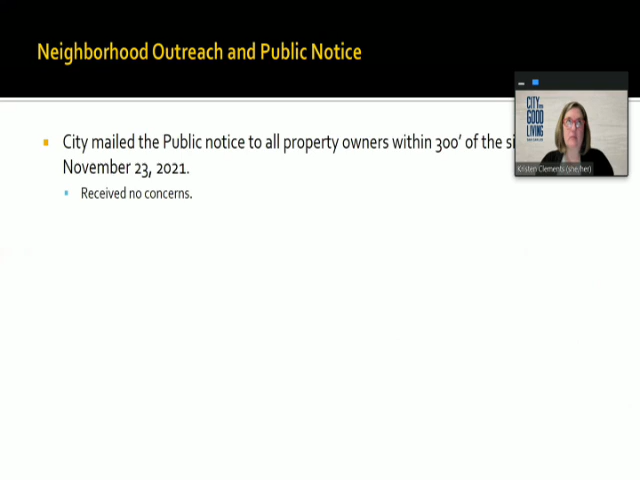 Neighborhood Outreach and Public Notice
City mailed the Public notice to all property owners within 300' of the si
November 23, 2021.
Received no concerns.
CITY
GOOD
LIVING
Kristen Clements (she/her)